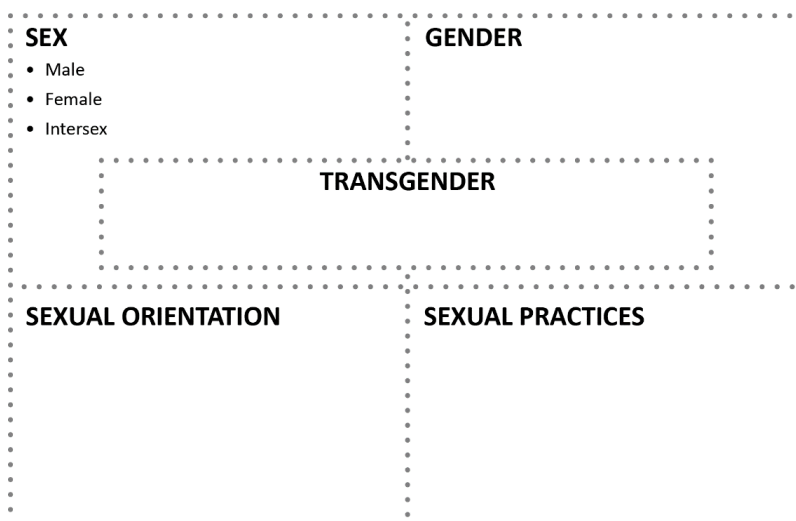 SEX
• Male
• Female
• Intersex
GENDER
TRANSGENDER
SEXUAL ORIENTATION
SEXUAL PRACTICES